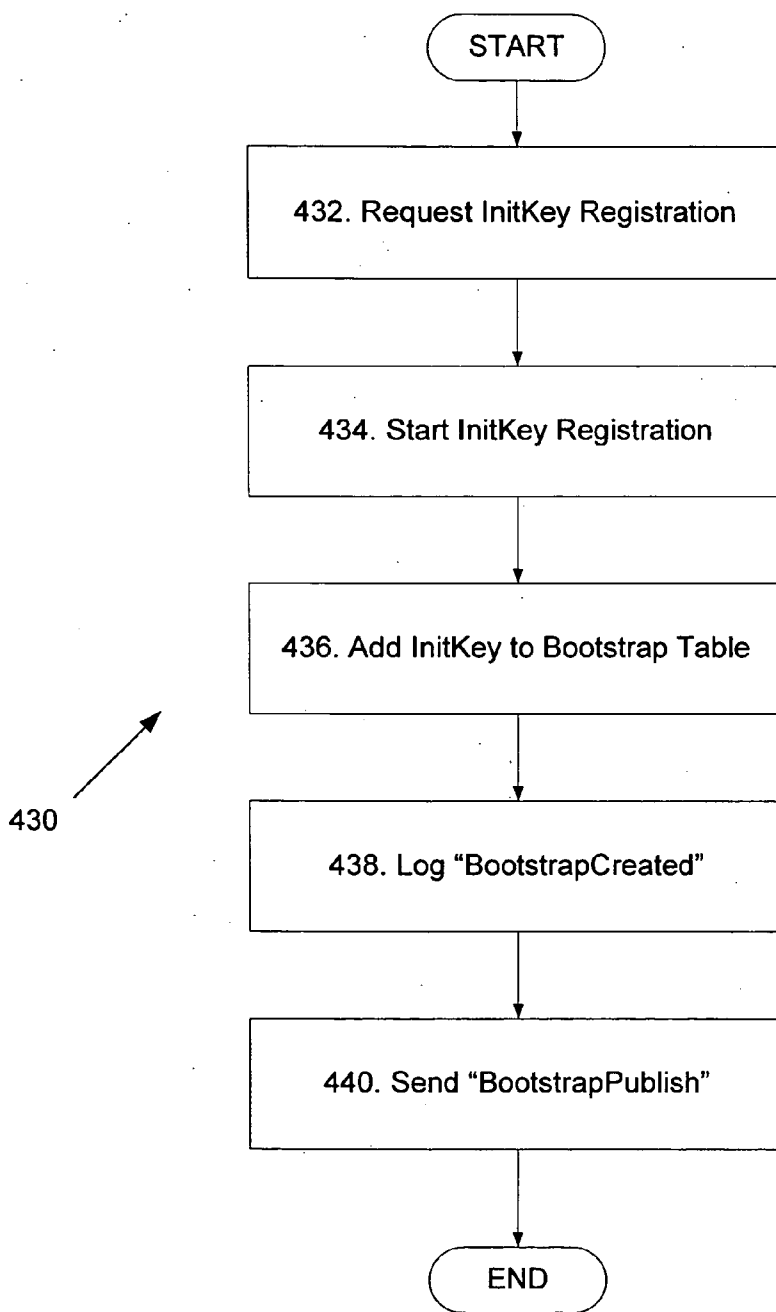 START
432. Request InitKey Registration
434. Start InitKey Registration
436. Add InitKey to Bootstrap Table
430
438. Log “BootstrapCreated”
440. Send “BootstrapPublish”
END